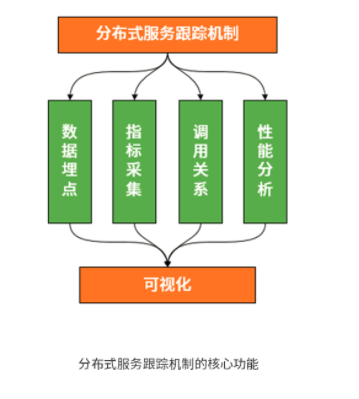 分布式服务跟踪机制
数据埋点
指标采集
调用关系
性能分析
可视化
分布式服务跟踪机制的核心功能